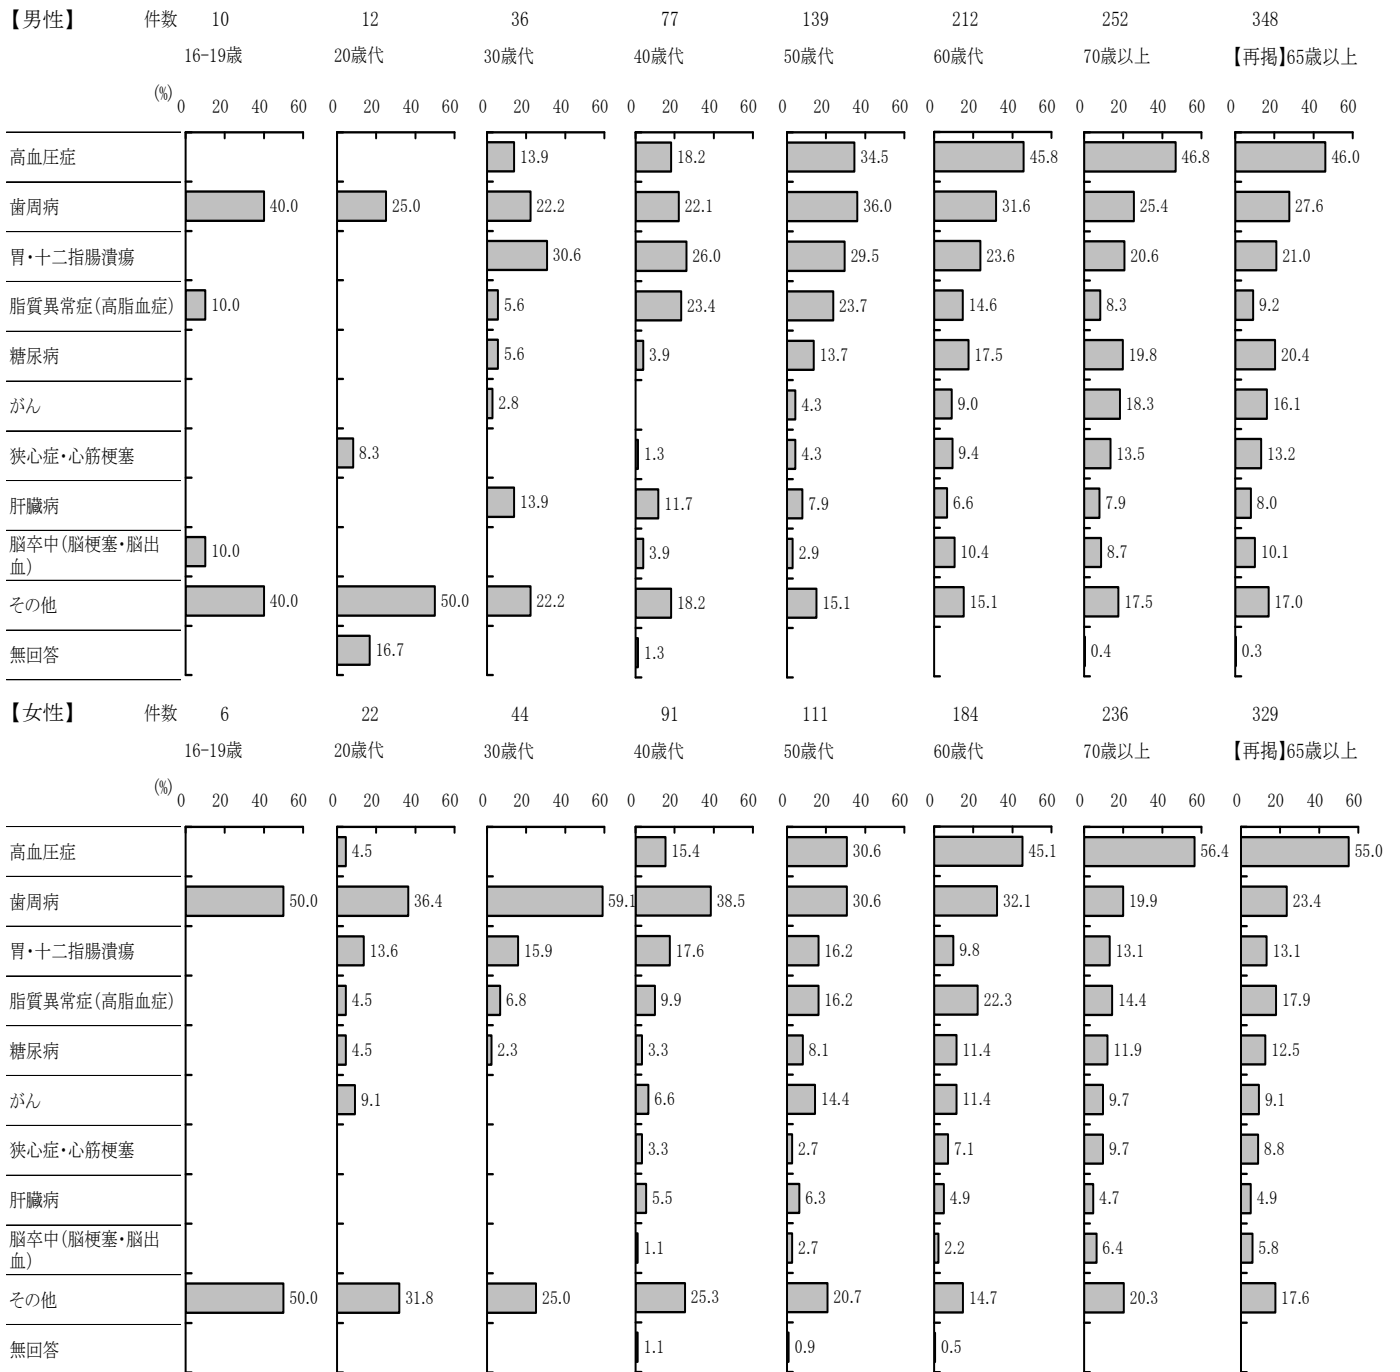 【男性】 件数 10 12 36 77 139 212 252 348
16-19歳 20歳代 30歳代 40歳代 50歳代 60歳代 70歳以上 【再掲】65歳以上
(%)
0 20 40 60 0 20 40 60 0 20 40 60 0 20 40 60 0 20 40 60 0 20 40 60 0 20 40 60 0 20 40 60
高血圧症 13.9 18.2 34.5 45.8 46.8 46.0
歯周病 40.0 25.0 22.2 22.1 36.0 31.6 25.4 27.6
胃・十二指腸潰瘍 30.6 26.0 29.5 23.6 20.6 21.0
脂質異常症(高脂血症) 10.0 5.6 23.4 23.7 14.6 8.3 9.2
糖尿病 5.6 3.9 13.7 17.5 19.8 20.4
がん 2.8 4.3 9.0 18.3 16.1
狭心症・心筋梗塞 8.3 1.3 4.3 9.4 13.5 13.2
肝臓病 13.9 11.7 7.9 6.6 7.9 8.0
脳卒中(脳梗塞・脳出
血) 10.0 3.9 2.9 10.4 8.7 10.1
その他 40.0 50.0 22.2 18.2 15.1 15.1 17.5 17.0
無回答 16.7 1.3 0.4 0.3
【女性】 件数 6 22 44 91 111 184 236 329
16-19歳 20歳代 30歳代 40歳代 50歳代 60歳代 70歳以上 【再掲】65歳以上
(%)
0 20 40 60 0 20 40 60 0 20 40 60 0 20 40 60 0 20 40 60 0 20 40 60 0 20 40 60 0 20 40 60
高血圧症 4.5 15.4 30.6 45.1 56.4 55.0
歯周病 50.0 36.4 59.1 38.5 30.6 32.1 19.9 23.4
胃・十二指腸潰瘍 13.6 15.9 17.6 16.2 9.8 13.1 13.1
脂質異常症(高脂血症) 4.5 6.8 9.9 16.2 22.3 14.4 17.9
糖尿病 4.5 2.3 3.3 8.1 11.4 11.9 12.5
がん 9.1 6.6 14.4 11.4 9.7 9.1
狭心症・心筋梗塞 3.3 2.7 7.1 9.7 8.8
肝臓病 5.5 6.3 4.9 4.7 4.9
脳卒中(脳梗塞・脳出
血) 1.1 2.7 2.2 6.4 5.8
その他 50.0 31.8 25.0 25.3 20.7 14.7 20.3 17.6
無回答 1.1 0.9 0.5